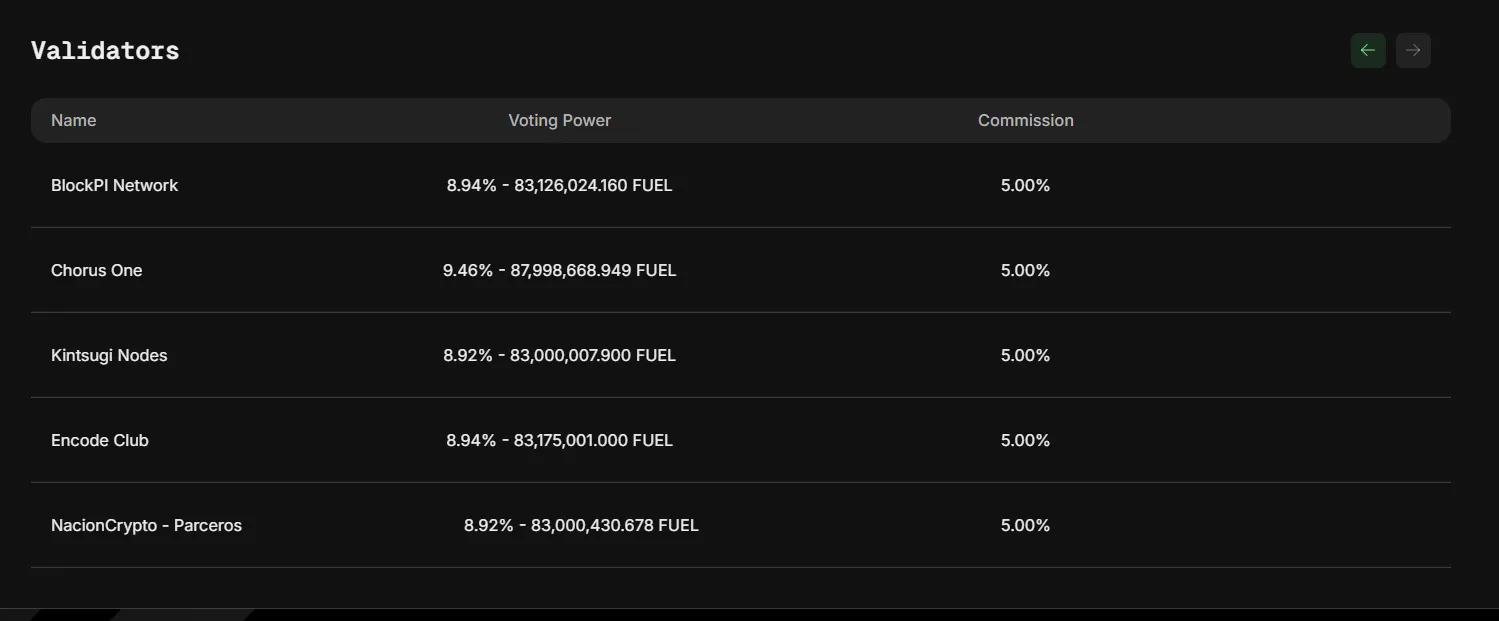 Validators
Name Voting Power Commission
BlockPI Network 8.94% - 83,126,024.160 FUEL 5.00%
Chorus One 9.46% - 87,998,668.949 FUEL 5.00%
Kintsugi Nodes 8.92% - 83,000,007.900 FUEL 5.00%
Encode Club 8.94% - 83,175,001.000 FUEL 5.00%
NacionCrypto - Parceros 8.92% - 83,000,430.678 FUEL 5.00%